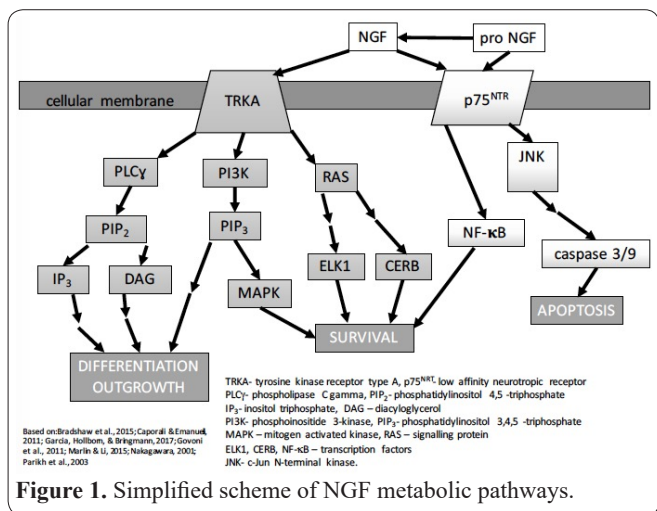 NGF
pro NGF
cellular membrane
TRKA
p75NTR
PLCɣ
PI3K
RAS
JNK
PIP2
PIP3
NF-κB
caspase 3/9
IP3
DAG
MAPK
ELK1
CERB
SURVIVAL
APOPTOSIS
DIFFERENTIATION
OUTGROWTH
TRKA- tyrosine kinase receptor type A, p75NRT- low affinity neurotropic receptor
PLCɣ- phospholipase C gamma, PIP2- phosphatidylinositol 4,5 -triphosphate
IP3- inositol triphosphate, DAG – diacyloglycerol
PI3K- phosphoinositide 3-kinase, PIP3- phosphatidylinositol 3,4,5 -triphosphate
MAPK – mitogen activated kinase, RAS – signalling protein
ELK1, CERB, NF-κB – transcription factors
JNK- c-Jun N-terminal kinase.
Based on:Bradshaw et al., 2015; Caporali & Emanueli,
2011; Garcia, Hollborn, & Bringmann, 2017; Govoni
et al., 2011; Marlin & Li, 2015; Nakagawara, 2001;
Parikh et al., 2003
Figure 1. Simplified scheme of NGF metabolic pathways.